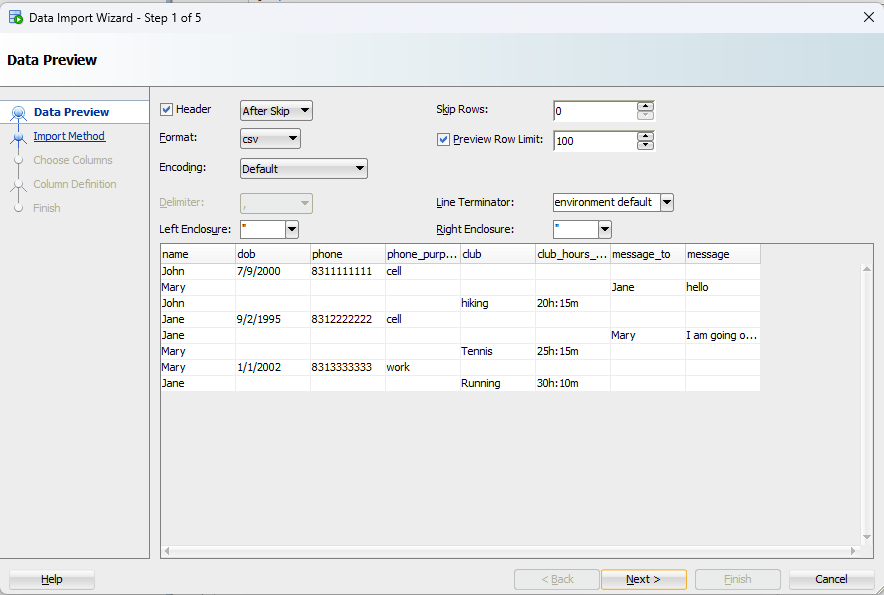 Data Import Wizard - Step 1 of 5
Data Preview
Data Preview
Import Method
Choose Columns
Column Definition
Finish
Header After Skip Skip Rows: 0
Format: csv Preview Row Limit: 100
Encoding: Default
Delimiter: , Line Terminator: environment default
Left Enclosure: " Right Enclosure: "
name dob phone phone_purp... club club_hours_... message_to message
John 7/9/2000 8311111111 cell
Mary Jane hello
John hiking 20h:15m
Jane 9/2/1995 8312222222 cell
Jane Mary I am going o...
Mary Tennis 25h:15m
Mary 1/1/2002 8313333333 work
Jane Running 30h:10m
Help < Back Next > Finish Cancel